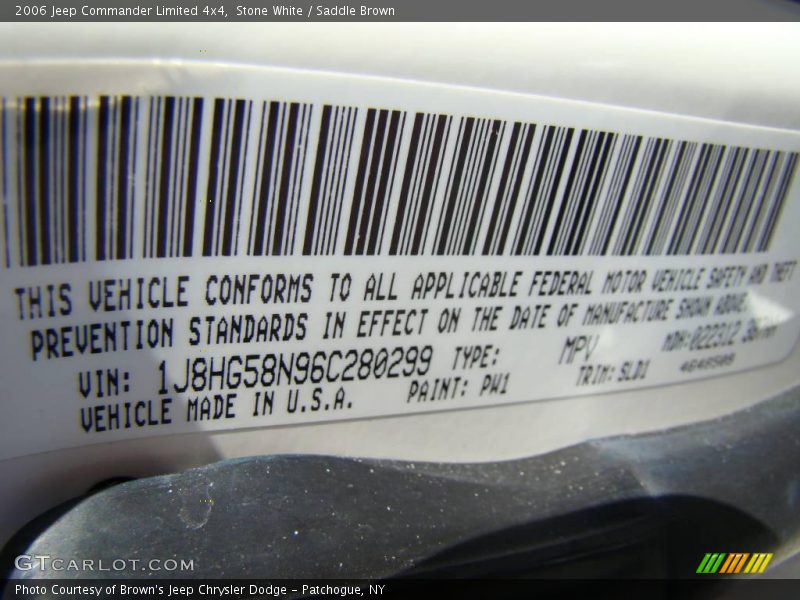 2006 Jeep Commander Limited 4x4,  Stone White / Saddle Brown
THIS VEHICLE CONFORMS TO ALL APPLICABLE FEDERAL MOTOR VEHICLE SAFETY AND THEFT
PREVENTION STANDARDS IN EFFECT ON THE DATE OF MANUFACTURE SHOWN ABOVE.
VIN: 1J8HG58N96C280299 TYPE: MPV MDH:022312
VEHICLE MADE IN U.S.A. PAINT: PW1 TRIM: SLD1
GTCARLOT.COM
Photo Courtesy of Brown's Jeep Chrysler Dodge - Patchogue, NY